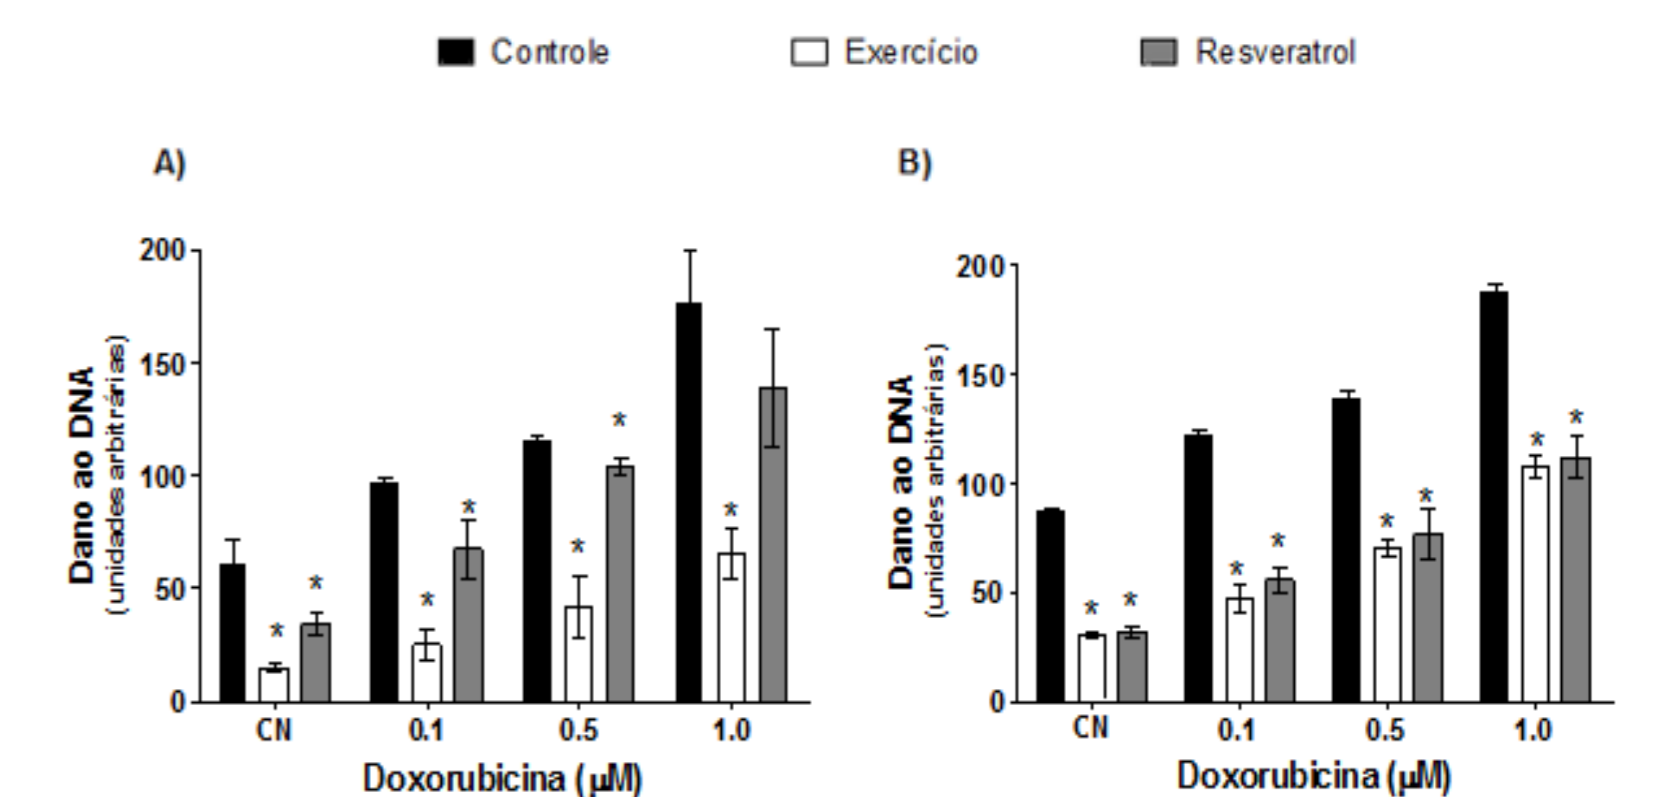 Controle Exercício Resveratrol
A)
200
150
100
50
0
Dano ao DNA
(unidades arbitrárias)
* * * * * * *
CN 0.1 0.5 1.0
Doxorubicina (µM)
B)
200
150
100
50
0
Dano ao DNA
(unidades arbitrárias)
* * * * * * * *
CN 0.1 0.5 1.0
Doxorubicina (µM)